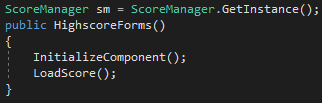 ScoreManager sm = ScoreManager.GetInstance();
public HighscoreForms()
{
InitializeComponent();
LoadScore();
}